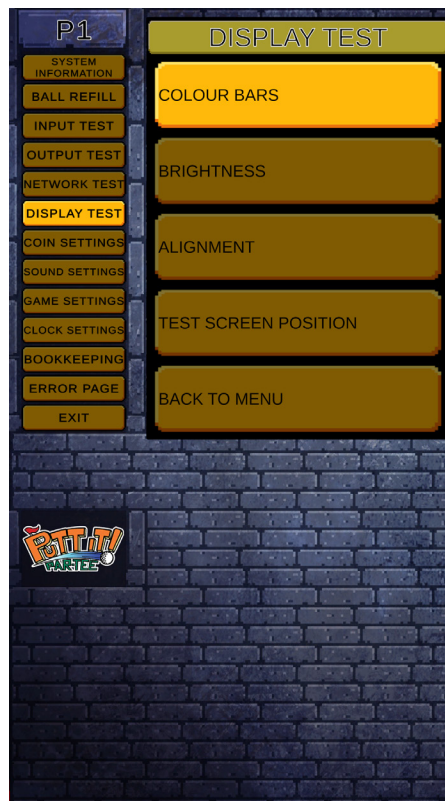 P1
SYSTEM
INFORMATION
BALL REFILL
INPUT TEST
OUTPUT TEST
NETWORK TEST
DISPLAY TEST
COIN SETTINGS
SOUND SETTINGS
GAME SETTINGS
CLOCK SETTINGS
BOOKKEEPING
ERROR PAGE
EXIT
DISPLAY TEST
COLOUR BARS
BRIGHTNESS
ALIGNMENT
TEST SCREEN POSITION
BACK TO MENU
PUTT IT!
PAR-TEE